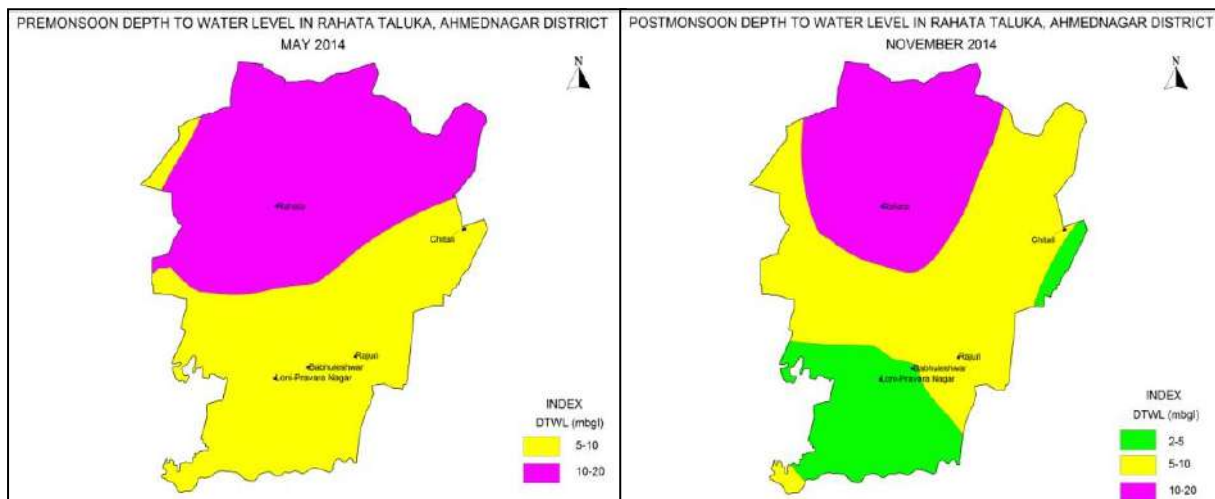 PREMONSOON DEPTH TO WATER LEVEL IN RAHATA TALUKA, AHMEDNAGAR DISTRICT
MAY 2014
N
Rahata
Chitali
Rajuri
Babhuleshwar
Loni-Pravara Nagar
INDEX
DTWL (mbgl)
5-10
10-20
POSTMONSOON DEPTH TO WATER LEVEL IN RAHATA TALUKA, AHMEDNAGAR DISTRICT
NOVEMBER 2014
N
Rahata
Chitali
Rajuri
Babhuleshwar
Loni-Pravara Nagar
INDEX
DTWL (mbgl)
2-5
5-10
10-20